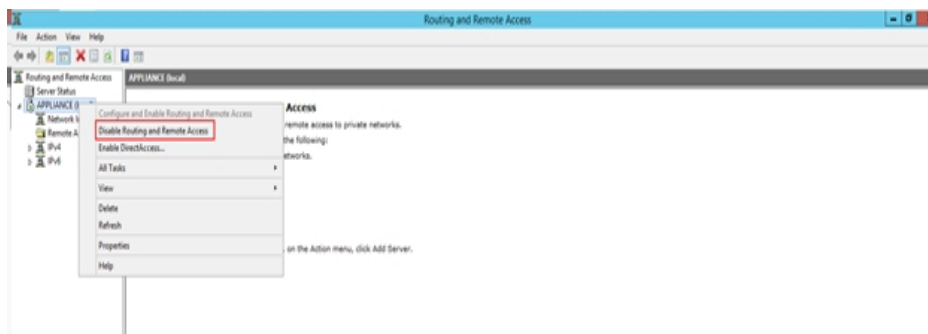 Routing and Remote Access
File Action View Help
Routing and Remote Access
APPLIANCE (local)
Server Status
APPLIANCE
Network
Remote A
IPv4
IPv6
Configure and Enable Routing and Remote Access
Disable Routing and Remote Access
Enable DirectAccess...
All Tasks
View
Delete
Refresh
Properties
Help
Access
remote access to private networks.
the following:
etworks.
, on the Action menu, click Add Server.